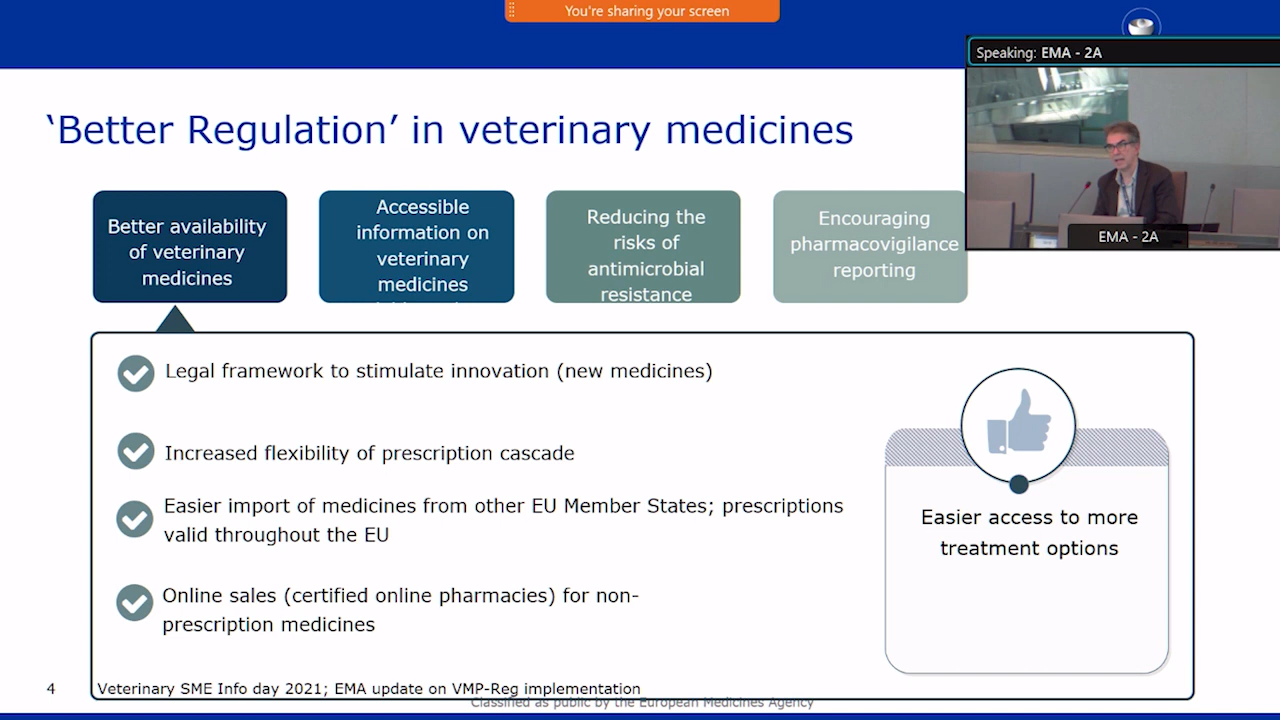 You're sharing your screen
Speaking: EMA - 2A
EMA - 2A
‘Better Regulation’ in veterinary medicines
Better availability
of veterinary
medicines
Accessible
information on
veterinary
medicines
Reducing the
risks of
antimicrobial
resistance
Encouraging
pharmacovigilance
reporting
Legal framework to stimulate innovation (new medicines)
Increased flexibility of prescription cascade
Easier import of medicines from other EU Member States; prescriptions
valid throughout the EU
Online sales (certified online pharmacies) for non-
prescription medicines
Easier access to more
treatment options
4
Veterinary SME Info day 2021; EMA update on VMP-Reg implementation
Classified as public by the European Medicines Agency